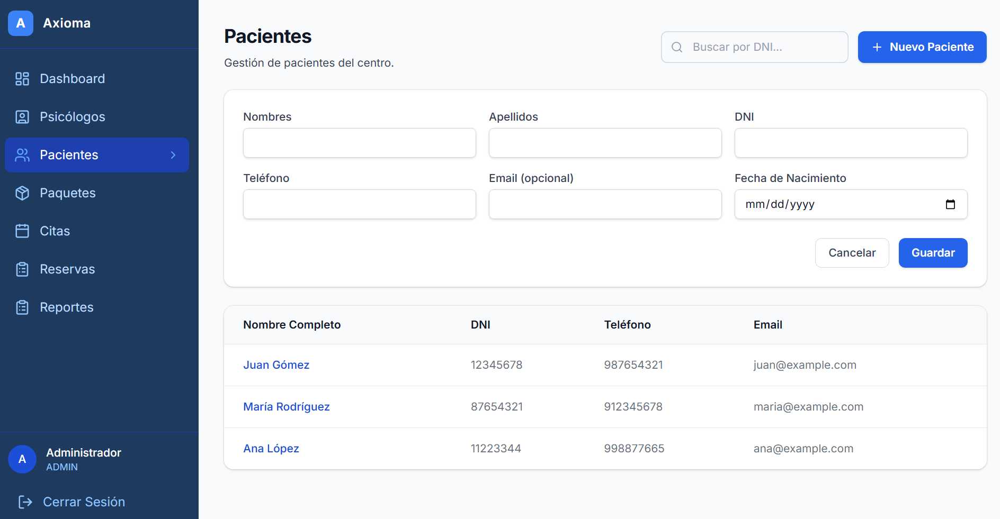 A Axioma
Dashboard
Psicólogos
Pacientes
Paquetes
Citas
Reservas
Reportes
A
Administrador
ADMIN
Cerrar Sesión
Pacientes
Gestión de pacientes del centro.
Buscar por DNI...
Nuevo Paciente
Nombres Apellidos DNI
Teléfono Email (opcional) Fecha de Nacimiento
mm/dd/yyyy
Cancelar Guardar
Nombre Completo DNI Teléfono Email
Juan Gómez 12345678 987654321 juan@example.com
María Rodríguez 87654321 912345678 maria@example.com
Ana López 11223344 998877665 ana@example.com